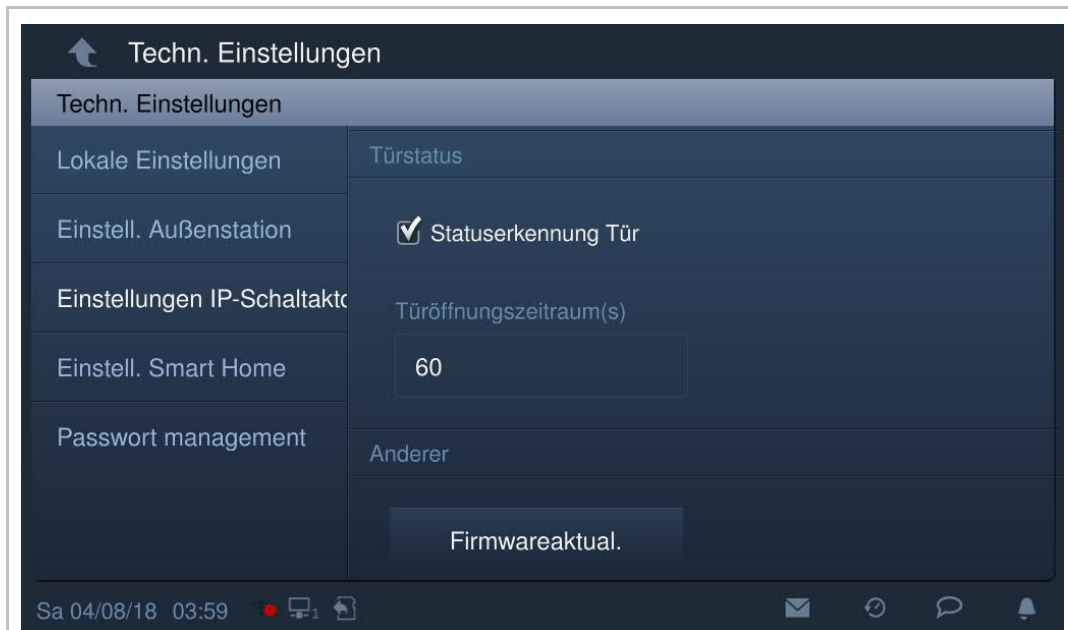 Techn. Einstellungen
Techn. Einstellungen
Lokale Einstellungen
Einstell. Außenstation
Einstellungen IP-Schaltakto
Einstell. Smart Home
Passwort management
Türstatus
Statuserkennung Tür
Türöffnungszeitraum(s)
60
Anderer
Firmwareaktual.
Sa 04/08/18 03:59 1